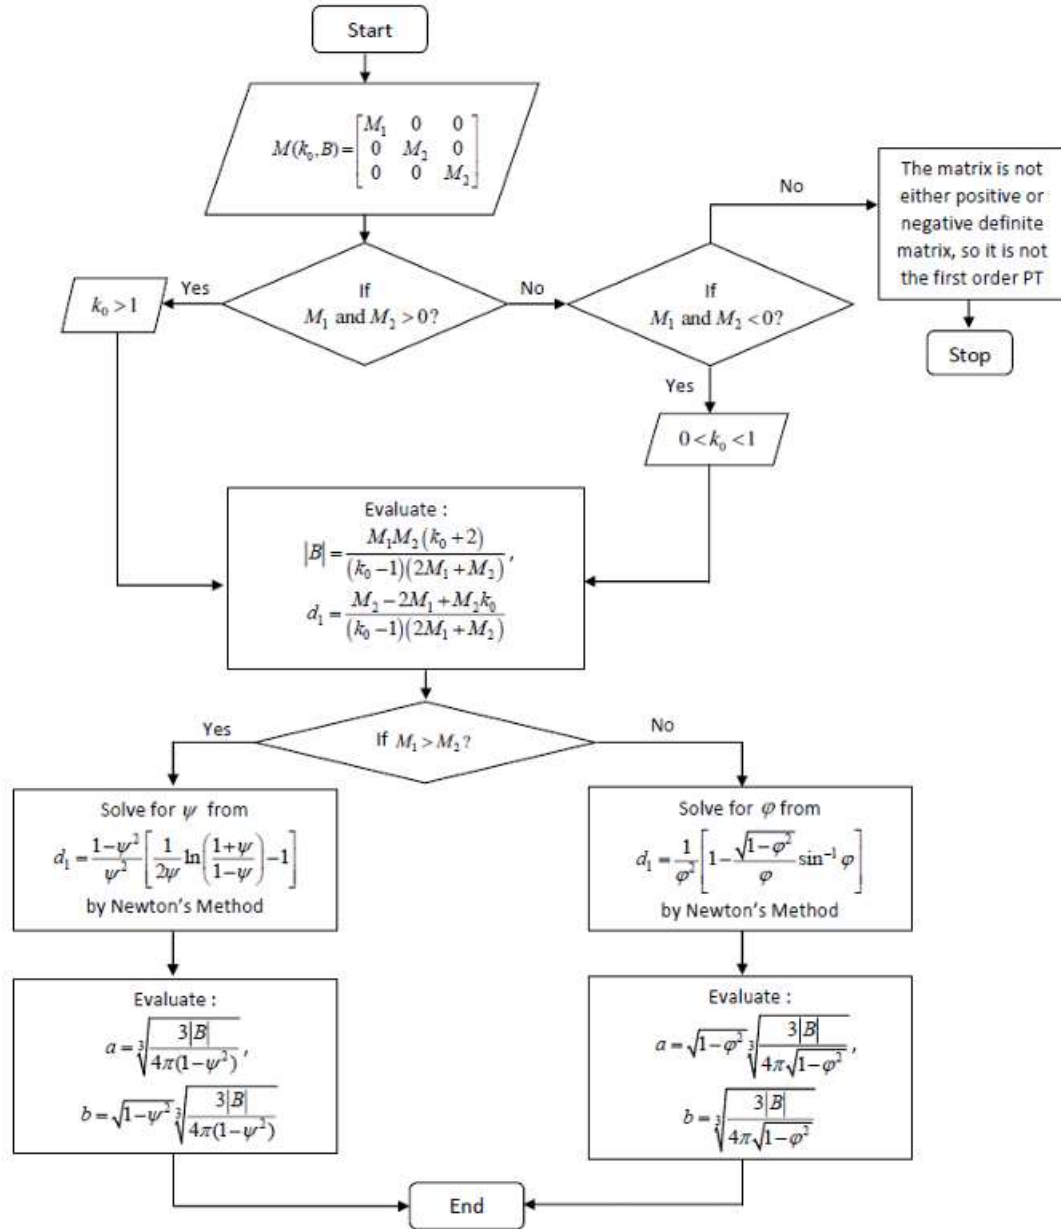 Start
M(k₀,B)=[M₁ 0 0
0 M₂ 0
0 0 M₂]
The matrix is not
either positive or
negative definite
matrix, so it is not
the first order PT
No
Yes
k₀ > 1
If
M₁ and M₂ > 0?
No
If
M₁ and M₂ < 0?
Stop
Yes
0 < k₀ < 1
Evaluate :
|B| = M₁M₂(k₀+2) / (k₀−1)(2M₁+M₂),
d₁ = M₂−2M₁+M₂k₀ / (k₀−1)(2M₁+M₂)
Yes
If M₁ > M₂?
No
Solve for ψ from
d₁ = 1−ψ²/ψ² [1/2ψ ln(1+ψ/1−ψ) −1]
by Newton's Method
Solve for φ from
d₁ = 1/φ² [1− √1−φ²/φ sin⁻¹ φ]
by Newton's Method
Evaluate :
a = ∛3|B|/4π(1−ψ²),
b = √1−ψ² ∛3|B|/4π(1−ψ²)
Evaluate :
a = √1−φ² ∛3|B|/4π√1−φ²,
b = ∛3|B|/4π√1−φ²
End